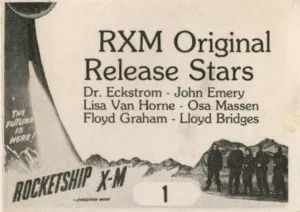 RXM Original
Release Stars
Dr. Eckstrom - John Emery
Lisa Van Horne - Osa Massen
Floyd Graham - Lloyd Bridges
THE
FUTURE
IS
HERE!
ROCKETSHIP X-M
1